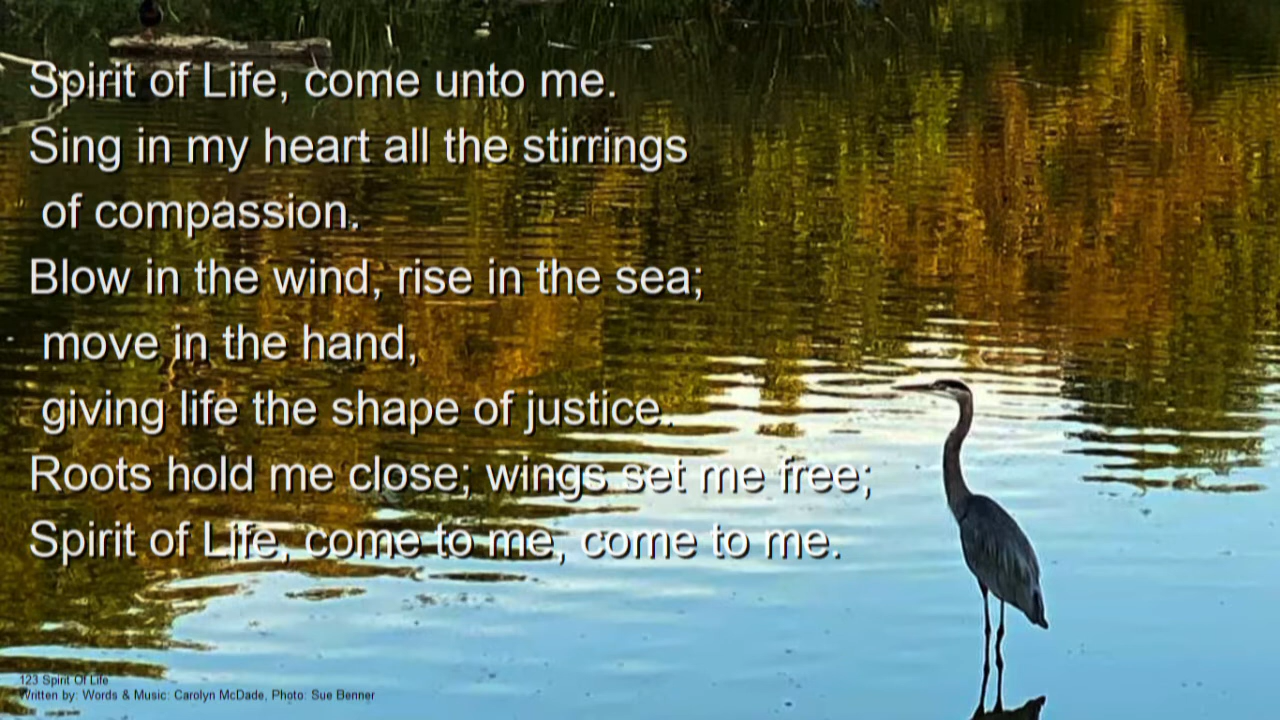 Spirit of Life, come unto me.
Sing in my heart all the stirrings
of compassion.
Blow in the wind, rise in the sea;
move in the hand,
giving life the shape of justice.
Roots hold me close; wings set me free;
Spirit of Life, come to me, come to me.
123 Spirit Of Life
Written by: Words & Music: Carolyn McDade, Photo: Sue Benner